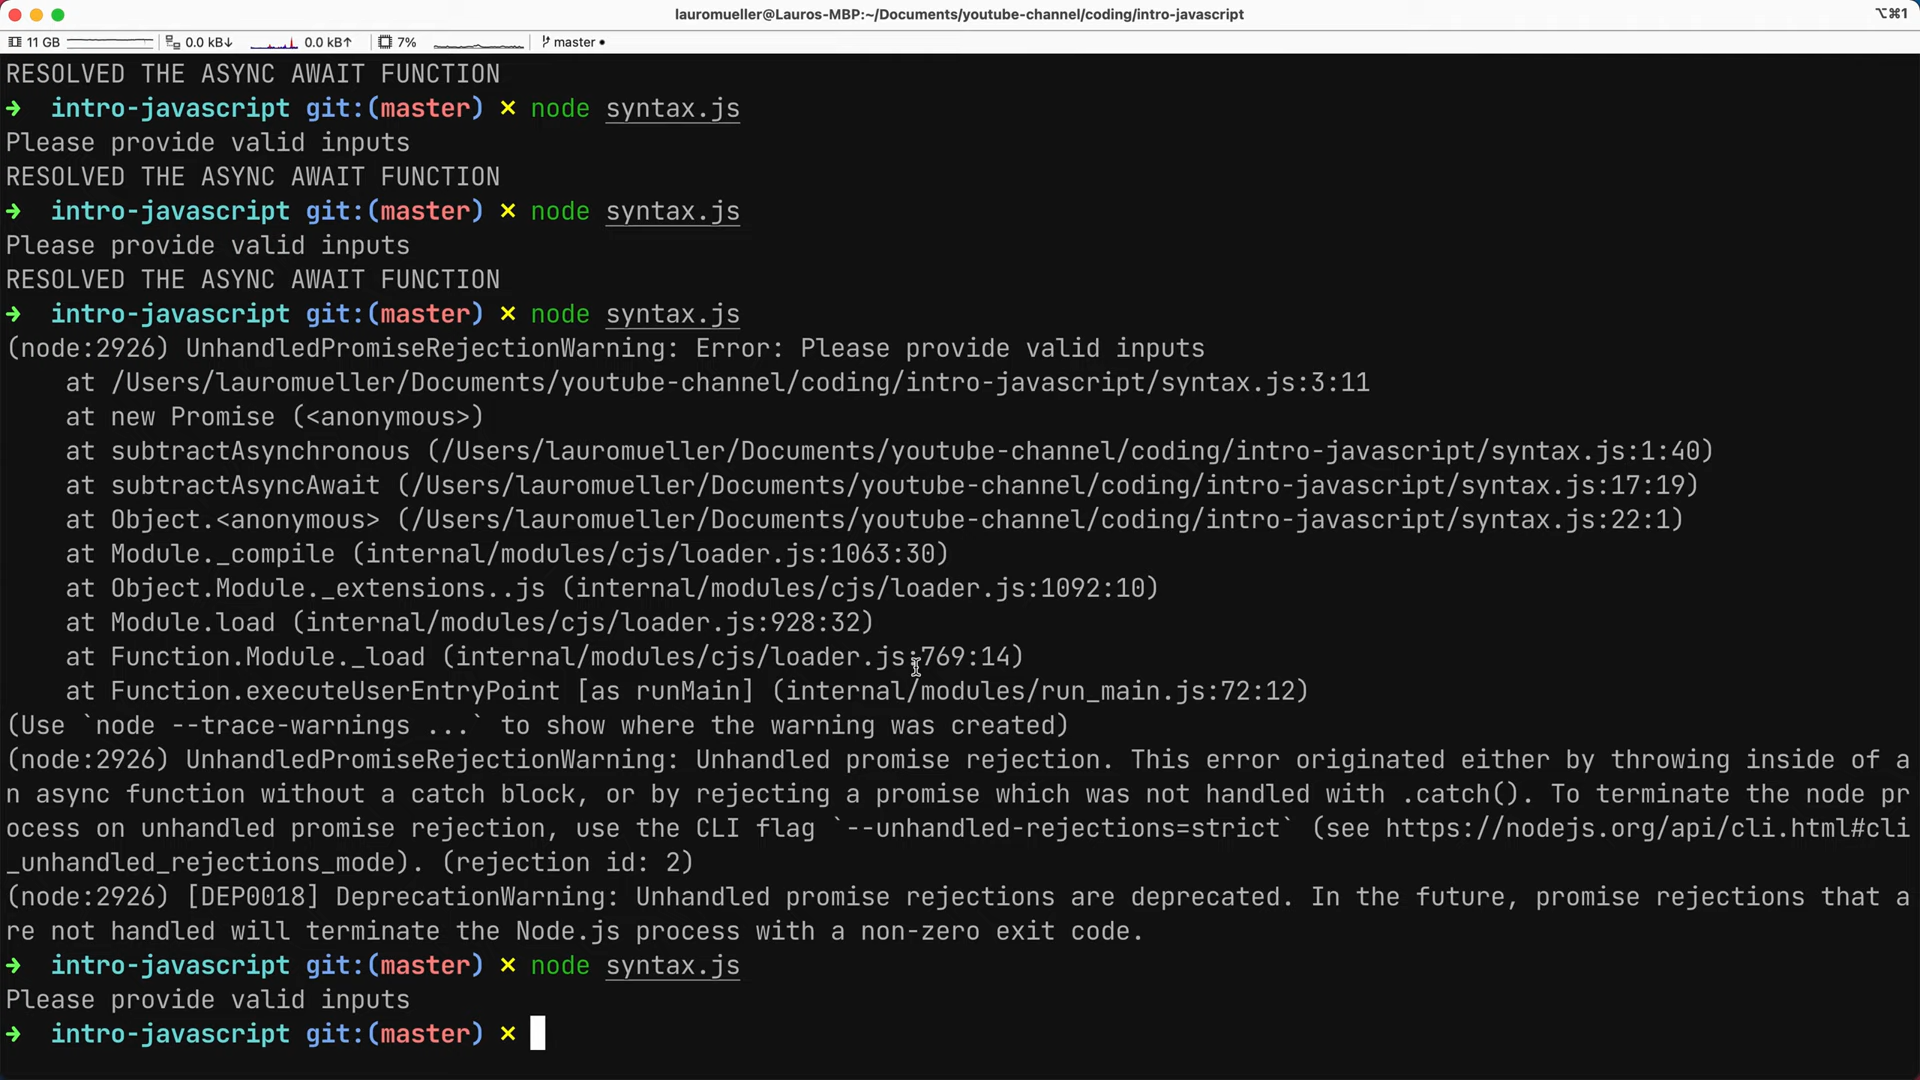 lauromueller@Lauros-MBP:~/Documents/youtube-channel/coding/intro-javascript
⌥⌘1
11 GB 0.0 kB↓ 0.0 kB↑ 7% master •
RESOLVED THE ASYNC AWAIT FUNCTION
➜ intro-javascript git:(master) ✗ node syntax.js
Please provide valid inputs
RESOLVED THE ASYNC AWAIT FUNCTION
➜ intro-javascript git:(master) ✗ node syntax.js
Please provide valid inputs
RESOLVED THE ASYNC AWAIT FUNCTION
➜ intro-javascript git:(master) ✗ node syntax.js
(node:2926) UnhandledPromiseRejectionWarning: Error: Please provide valid inputs
    at /Users/lauromueller/Documents/youtube-channel/coding/intro-javascript/syntax.js:3:11
    at new Promise (<anonymous>)
    at subtractAsynchronous (/Users/lauromueller/Documents/youtube-channel/coding/intro-javascript/syntax.js:1:40)
    at subtractAsyncAwait (/Users/lauromueller/Documents/youtube-channel/coding/intro-javascript/syntax.js:17:19)
    at Object.<anonymous> (/Users/lauromueller/Documents/youtube-channel/coding/intro-javascript/syntax.js:22:1)
    at Module._compile (internal/modules/cjs/loader.js:1063:30)
    at Object.Module._extensions..js (internal/modules/cjs/loader.js:1092:10)
    at Module.load (internal/modules/cjs/loader.js:928:32)
    at Function.Module._load (internal/modules/cjs/loader.js:769:14)
    at Function.executeUserEntryPoint [as runMain] (internal/modules/run_main.js:72:12)
(Use `node --trace-warnings ...` to show where the warning was created)
(node:2926) UnhandledPromiseRejectionWarning: Unhandled promise rejection. This error originated either by throwing inside of a
n async function without a catch block, or by rejecting a promise which was not handled with .catch(). To terminate the node pr
ocess on unhandled promise rejection, use the CLI flag `--unhandled-rejections=strict` (see https://nodejs.org/api/cli.html#cli
_unhandled_rejections_mode). (rejection id: 2)
(node:2926) [DEP0018] DeprecationWarning: Unhandled promise rejections are deprecated. In the future, promise rejections that a
re not handled will terminate the Node.js process with a non-zero exit code.
➜ intro-javascript git:(master) ✗ node syntax.js
Please provide valid inputs
➜ intro-javascript git:(master) ✗